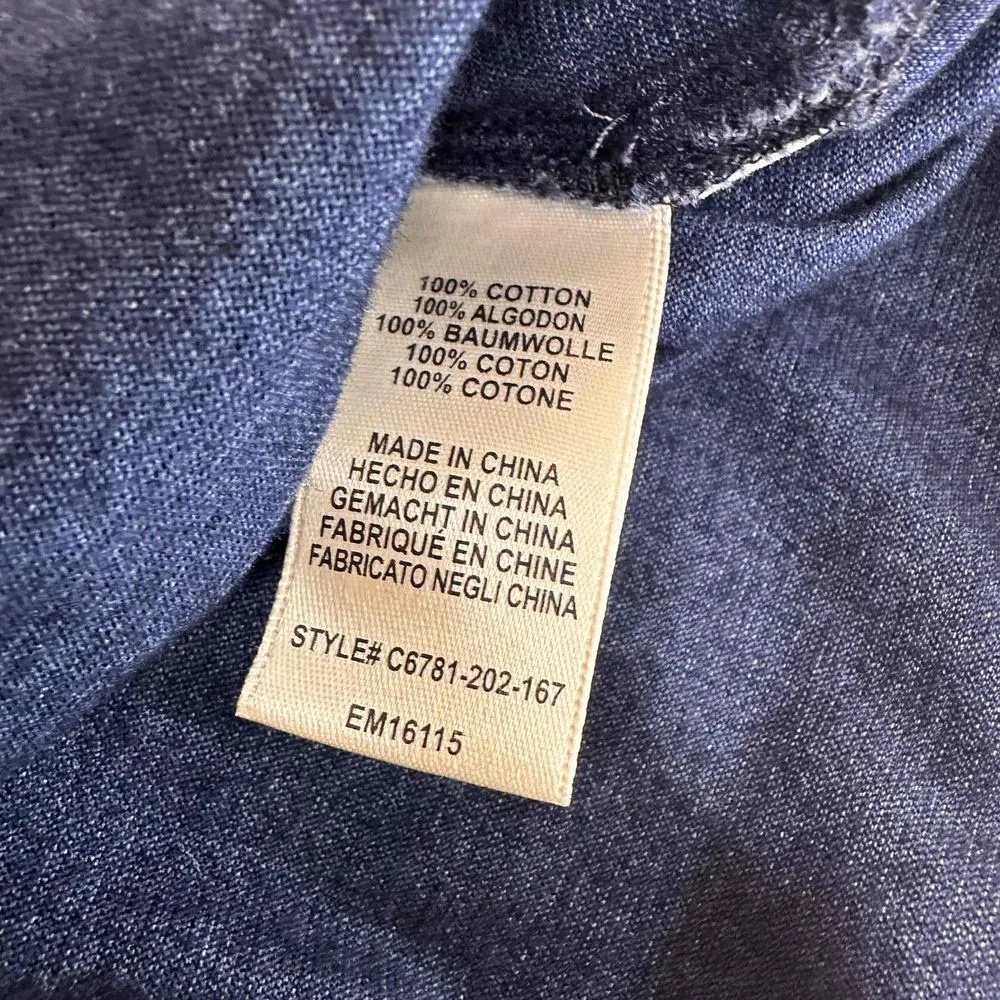 100% COTTON
100% ALGODON
100% BAUMWOLLE
100% COTON
100% COTONE
MADE IN CHINA
HECHO EN CHINA
GEMACHT IN CHINA
FABRIQUÉ EN CHINE
FABRICATO NEGLI CHINA
STYLE# C6781-202-167
EM16115